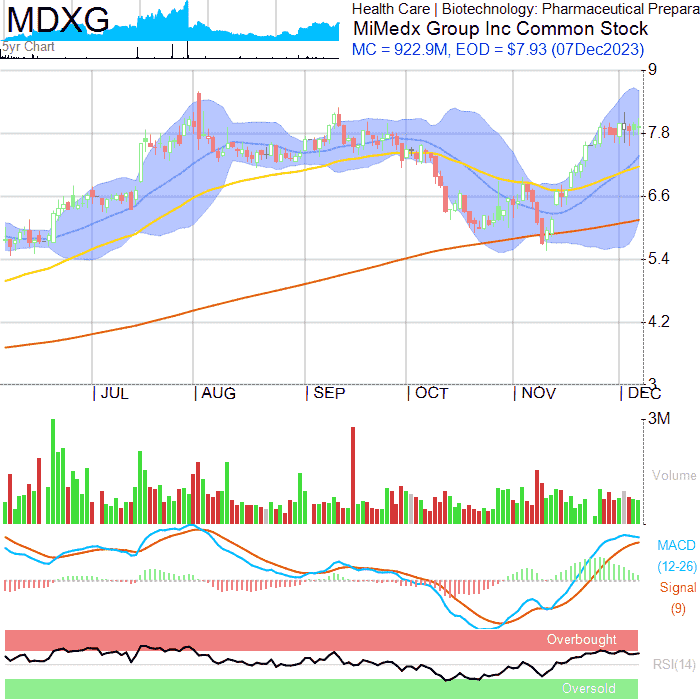 MDXG
5yr Chart
Health Care | Biotechnology: Pharmaceutical Prepara
MiMedx Group Inc Common Stock
MC = 922.9M, EOD = $7.93 (07Dec2023)
9
7.8
6.6
5.4
4.2
3
JUL AUG SEP OCT NOV DEC
3M
Volume
MACD
(12-26)
Signal
(9)
Overbought
RSI(14)
Oversold